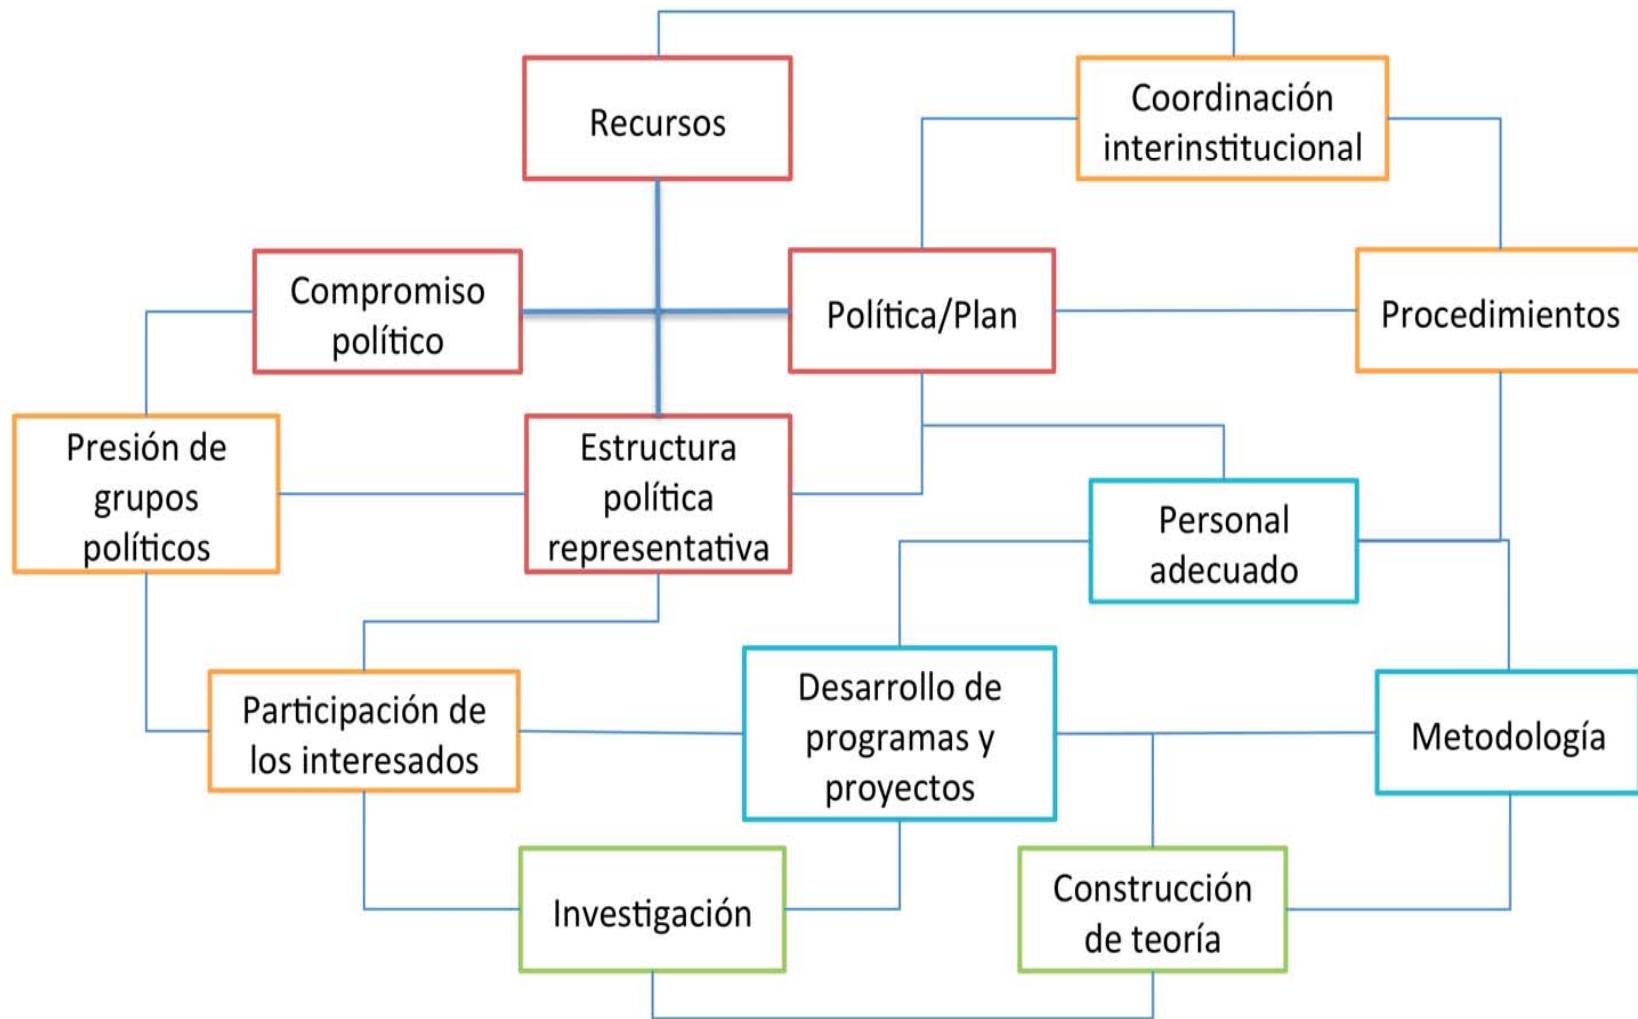 Recursos
Coordinación
interinstitucional
Compromiso
político
Política/Plan
Procedimientos
Presión de
grupos
políticos
Estructura
política
representativa
Personal
adecuado
Participación de
los interesados
Desarrollo de
programas y
proyectos
Metodología
Investigación
Construcción
de teoría